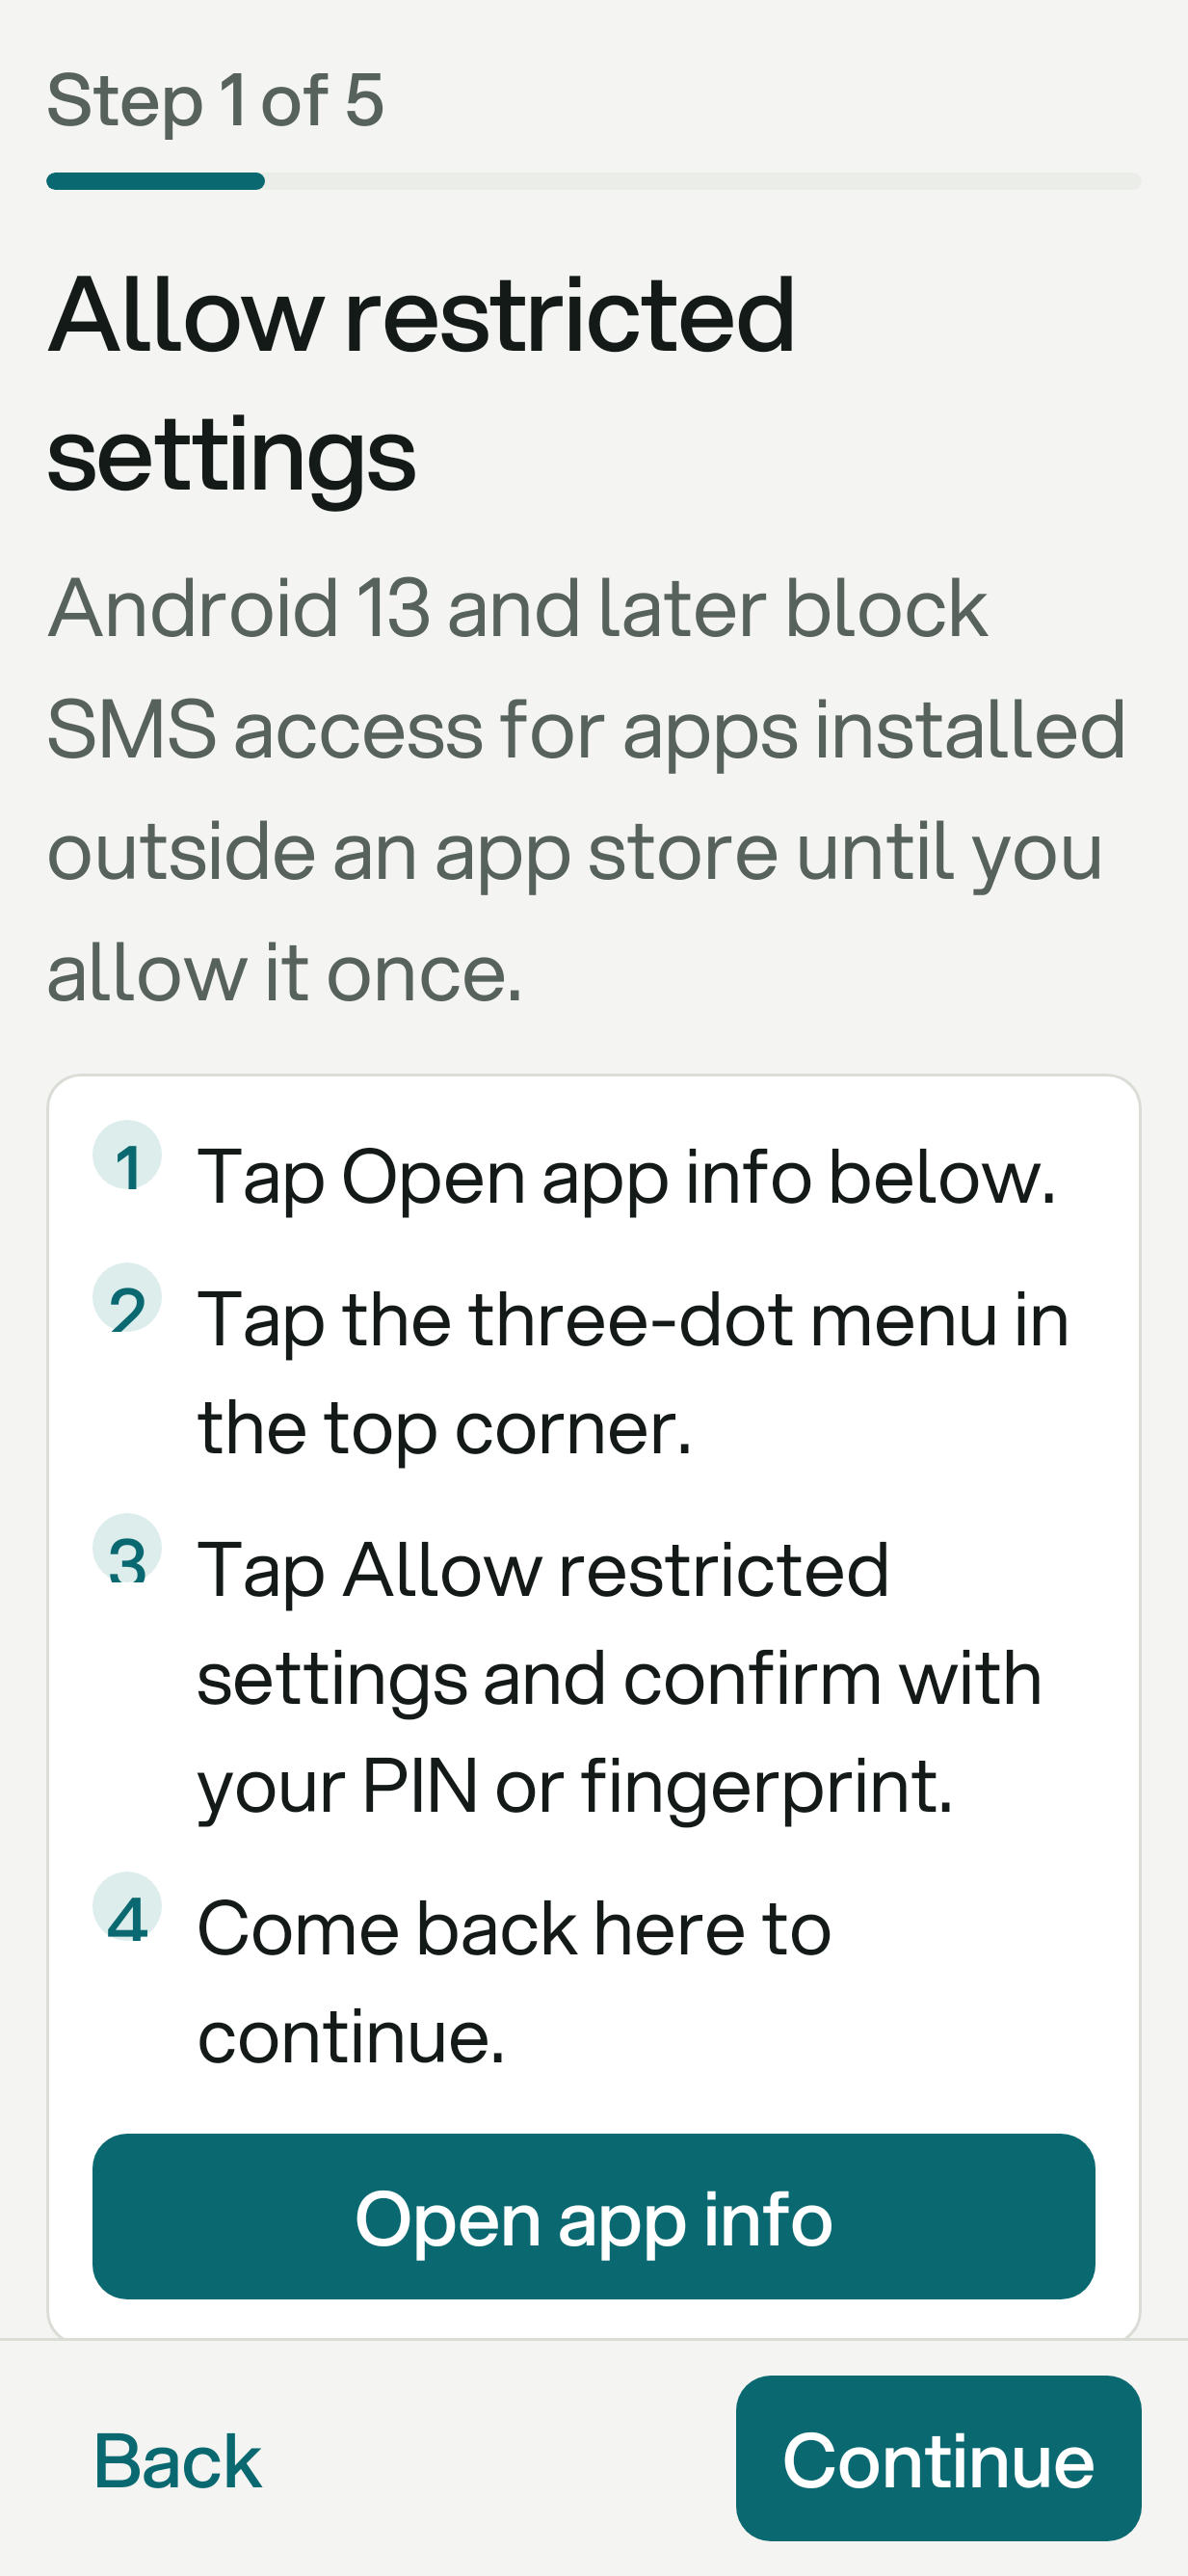 Step 1 of 5
Allow restricted
settings
Android 13 and later block
SMS access for apps installed
outside an app store until you
allow it once.
1 Tap Open app info below.
2 Tap the three-dot menu in
the top corner.
3 Tap Allow restricted
settings and confirm with
your PIN or fingerprint.
4 Come back here to
continue.
Open app info
Back Continue